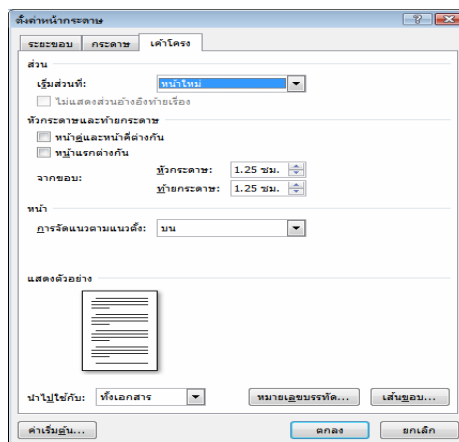 ตั้งค่าหน้ากระดาษ
ระยะขอบ กระดาษ เค้าโครง
ส่วน
เริ่มส่วนที่: หน้าใหม่
ไม่แสดงส่วนอ้างอิงท้ายเรื่อง
หัวกระดาษและท้ายกระดาษ
หน้าคู่และหน้าคี่ต่างกัน
หน้าแรกต่างกัน
จากขอบ:
หัวกระดาษ: 1.25 ซม.
ท้ายกระดาษ: 1.25 ซม.
หน้า
การจัดแนวตามแนวตั้ง: บน
แสดงตัวอย่าง
นำไปใช้กับ: ทั้งเอกสาร หมายเลขบรรทัด... เส้นขอบ...
ค่าเริ่มต้น... ตกลง ยกเลิก